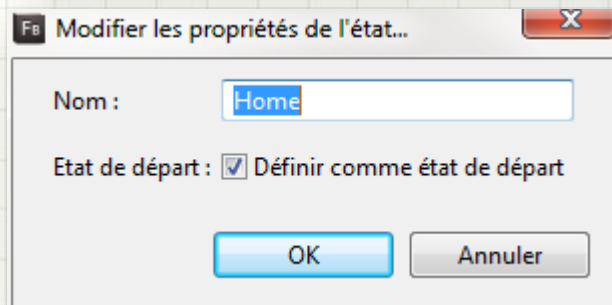 FB Modifier les propriétés de l'état...
Nom : Home
Etat de départ : Définir comme état de départ
OK Annuler